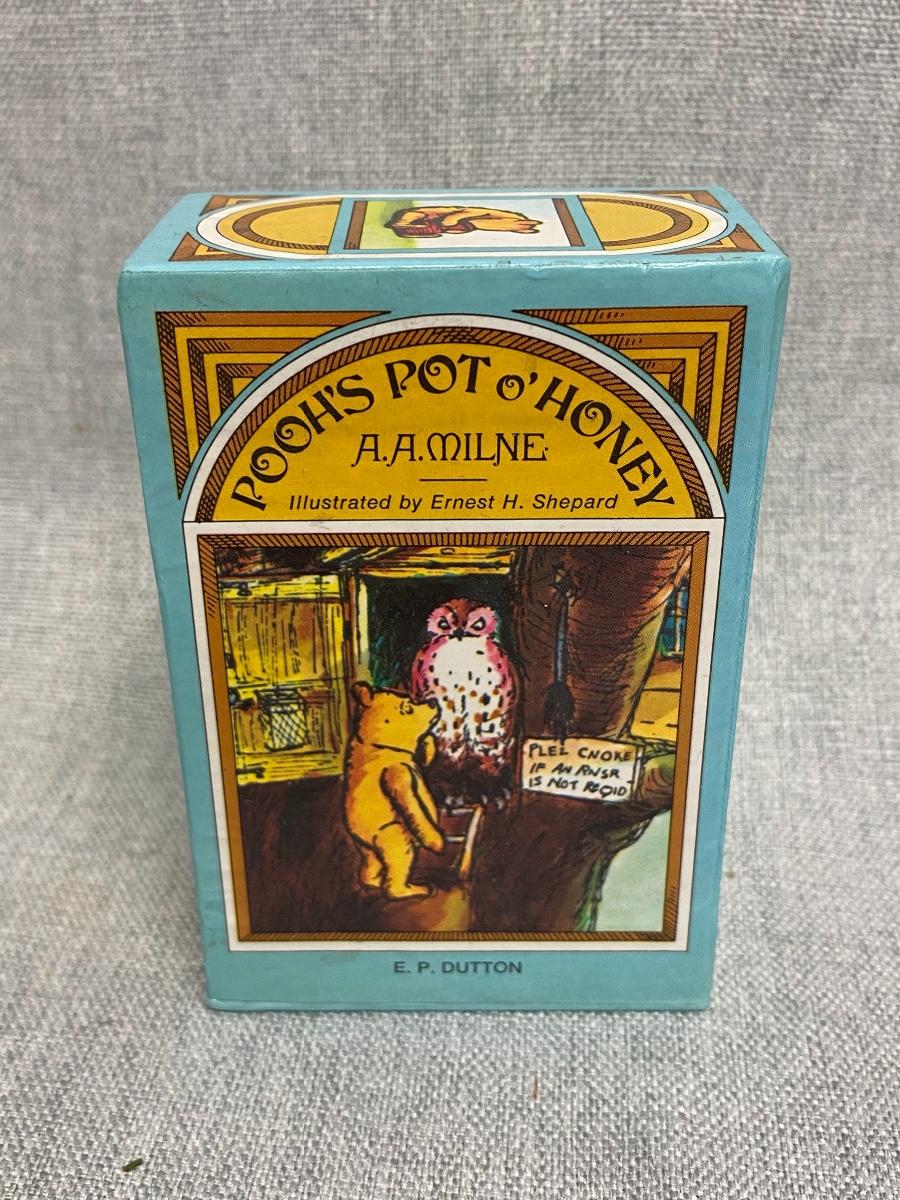 POOH'S POT O' HONEY
A.A.MILNE
Illustrated by Ernest H. Shepard
PLEZ CNOKE
IF AN RNSR
IS NOT REQID
E. P. DUTTON